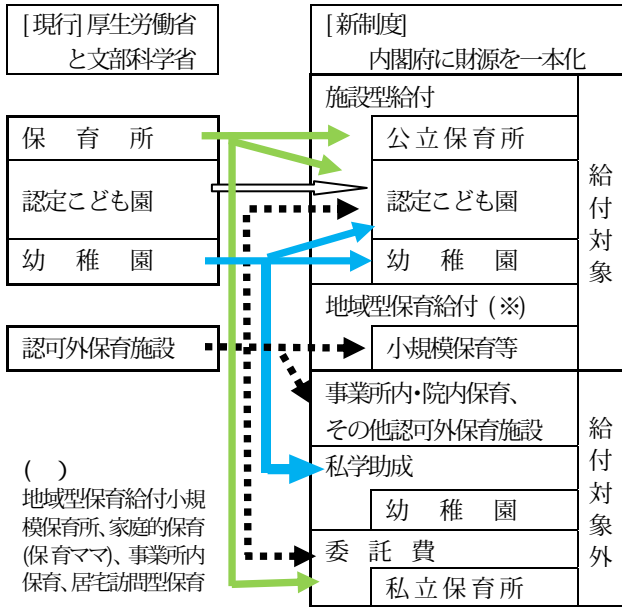 [現行] 厚生労働省
と文部科学省
保育所
認定こども園
幼稚園
認可外保育施設
( )
地域型保育給付小規
模保育所、家庭的保育
(保育ママ)、事業所内
保育、居宅訪問型保育
[新制度]
内閣府に財源を一本化
施設型給付
公立保育所
認定こども園
幼稚園
地域型保育給付 (※)
小規模保育等
給付対象
事業所内・院内保育、
その他認可外保育施設
私学助成
幼稚園
委託費
私立保育所
給付対象外